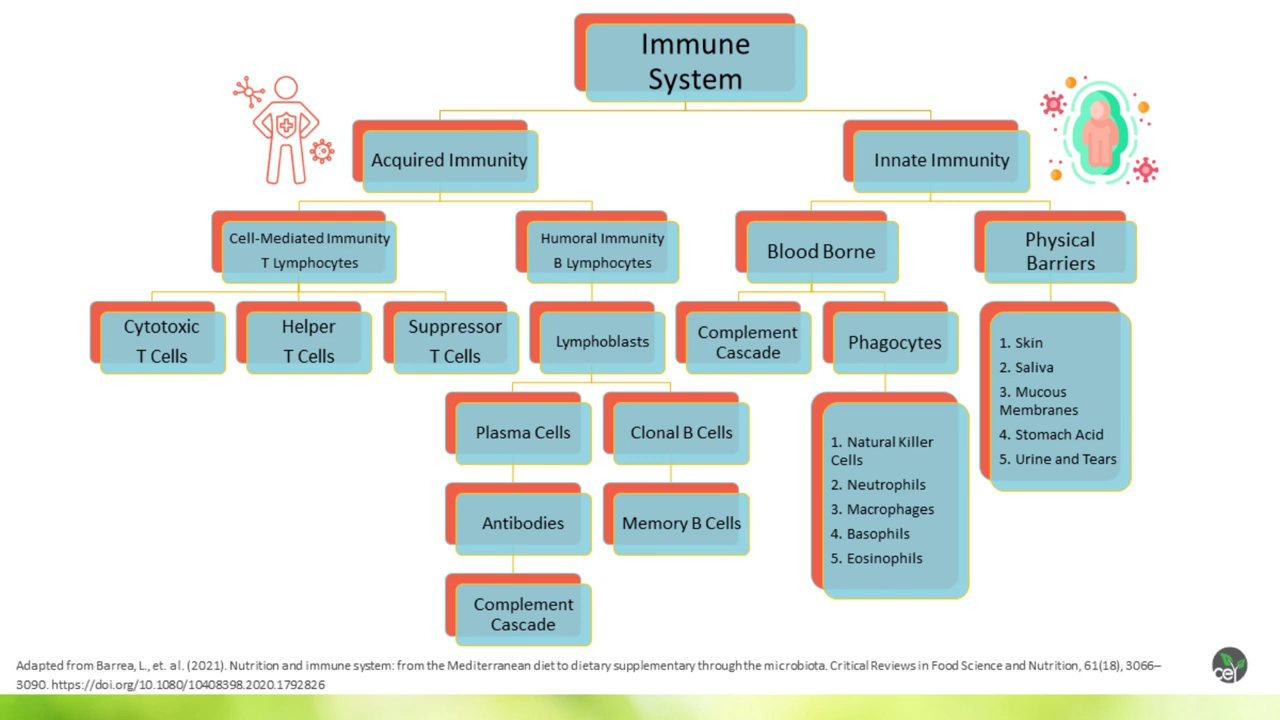 Immune
System
Acquired Immunity
Innate Immunity
Cell-Mediated Immunity
T Lymphocytes
Humoral Immunity
B Lymphocytes
Blood Borne
Physical
Barriers
Cytotoxic
T Cells
Helper
T Cells
Suppressor
T Cells
Lymphoblasts
Complement
Cascade
Phagocytes
1. Skin
2. Saliva
3. Mucous
Membranes
4. Stomach Acid
5. Urine and Tears
Plasma Cells
Clonal B Cells
1. Natural Killer
Cells
2. Neutrophils
3. Macrophages
4. Basophils
5. Eosinophils
Antibodies
Memory B Cells
Complement
Cascade
Adapted from Barrea, L., et. al. (2021). Nutrition and immune system: from the Mediterranean diet to dietary supplementary through the microbiota. Critical Reviews in Food Science and Nutrition, 61(18), 3066–
3090. https://doi.org/10.1080/10408398.2020.1792826
cei